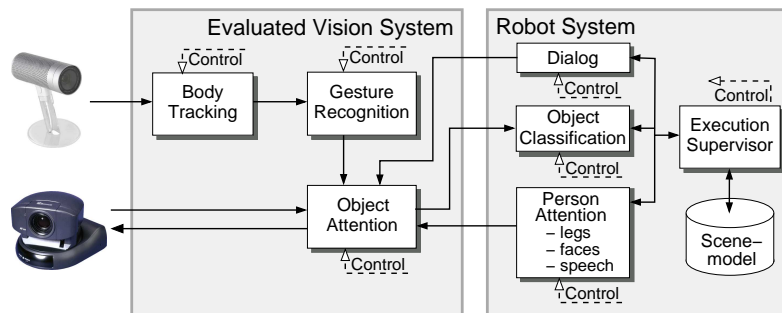 Evaluated Vision System
Robot System
Control
Body
Tracking
Control
Gesture
Recognition
Object
Attention
Control
Dialog
Control
Object
Classification
Control
Person
Attention
– legs
– faces
– speech
Control
Control
Execution
Supervisor
Scene–
model